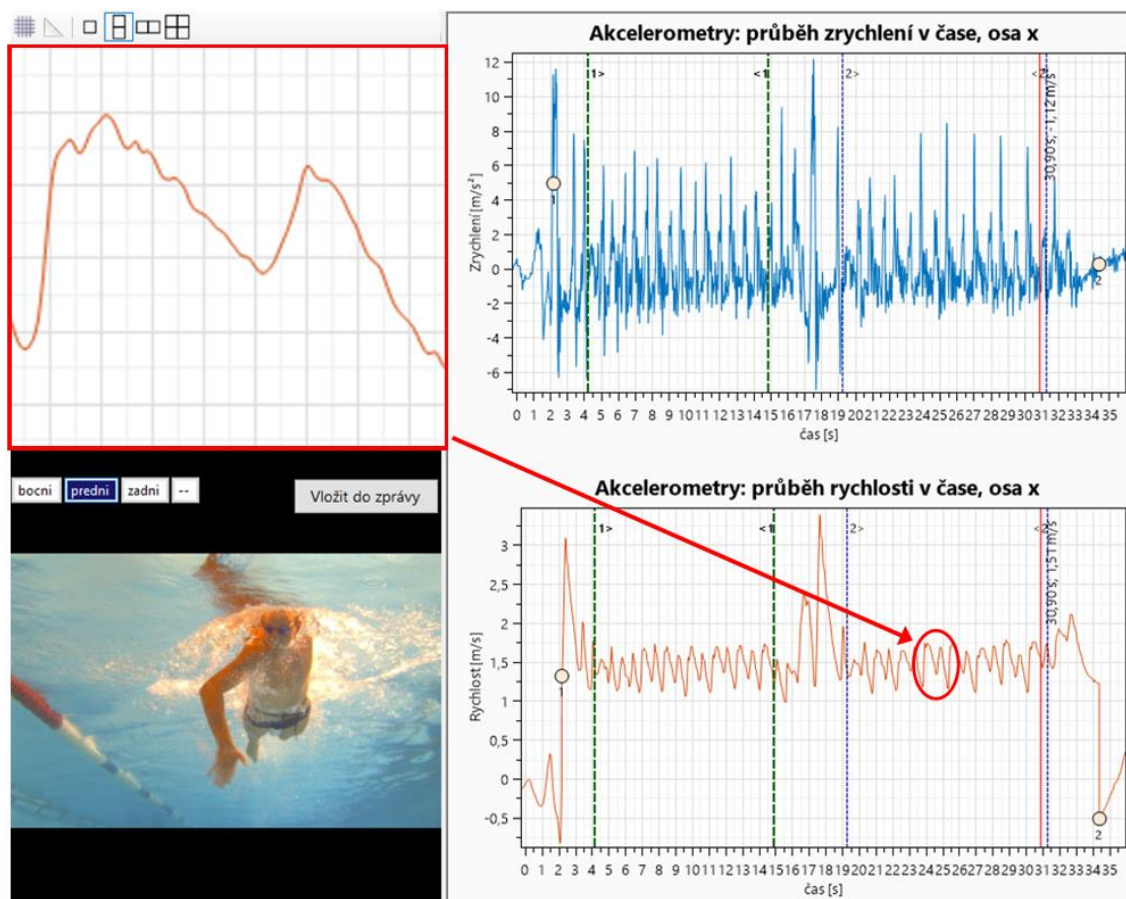 Akcelerometry: průběh zrychlení v čase, osa x
12
10
8
6
4
2
0
-2
-4
-6
Zrychlení[m/s²]
1>
<1
2>
<2
30,90 s; -1,12 m/s
1
2
0 1 2 3 4 5 6 7 8 9 10 11 12 13 14 15 16 17 18 19 20 21 22 23 24 25 26 27 28 29 30 31 32 33 34 35
čas [s]
bocni predni zadni --
Vložit do zprávy
Akcelerometry: průběh rychlosti v čase, osa x
3
2,5
2
1,5
1
0,5
0
-0,5
Rychlost[m/s]
1>
<1
2>
<2
30,90 s; 1,51 m/s
1
2
0 1 2 3 4 5 6 7 8 9 10 11 12 13 14 15 16 17 18 19 20 21 22 23 24 25 26 27 28 29 30 31 32 33 34 35
čas [s]